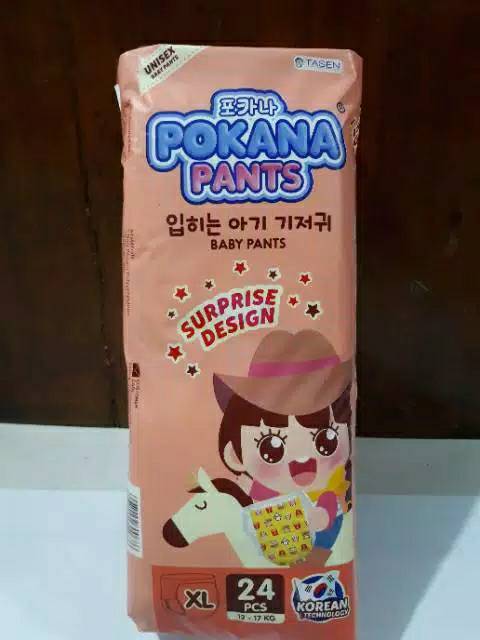 UNISEX
BABY PANTS
TASEN
포카나
POKANA
®
PANTS
입히는 아기 기저귀
BABY PANTS
SURPRISE
DESIGN
XL
24
PCS
12 - 17 KG
KOREAN
TECHNOLOGY